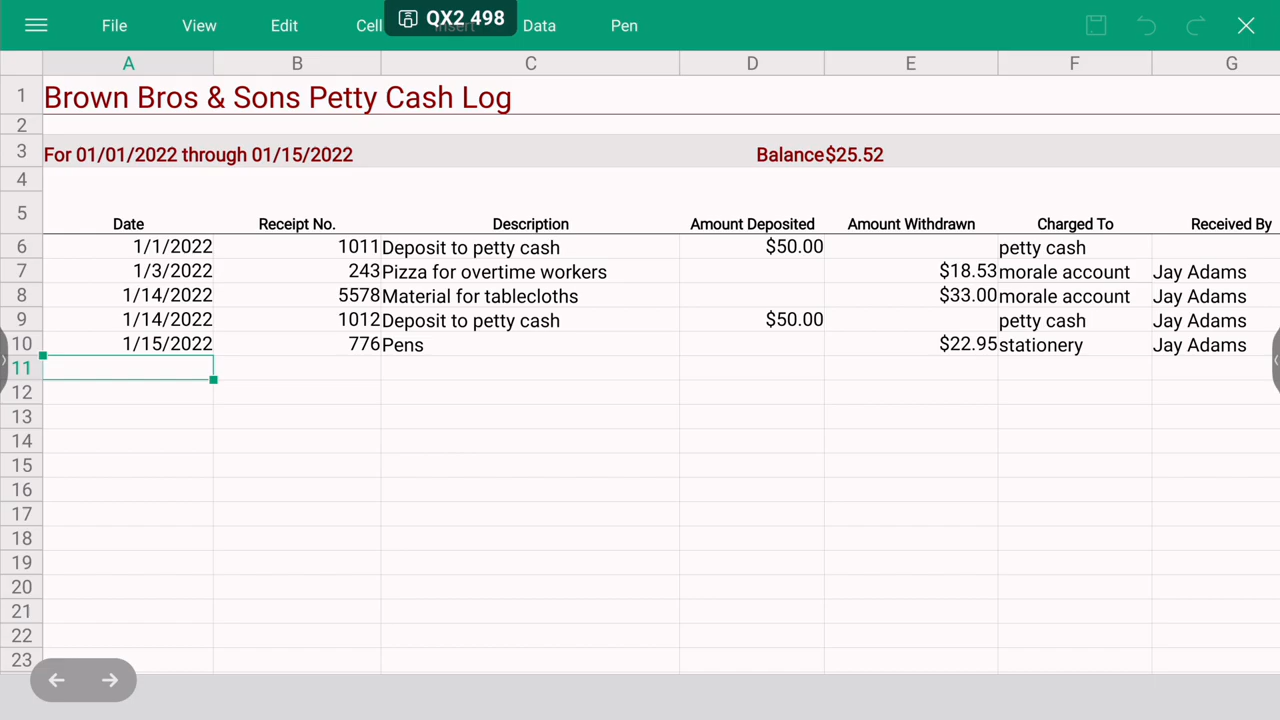 File View Edit Cell Data Pen
QX2 498
A B C D E F G
1 Brown Bros & Sons Petty Cash Log
2
3 For 01/01/2022 through 01/15/2022 Balance $25.52
4
5 Date Receipt No. Description Amount Deposited Amount Withdrawn Charged To Received By
6 1/1/2022 1011 Deposit to petty cash $50.00 petty cash
7 1/3/2022 243 Pizza for overtime workers $18.53 morale account Jay Adams
8 1/14/2022 5578 Material for tablecloths $33.00 morale account Jay Adams
9 1/14/2022 1012 Deposit to petty cash $50.00 petty cash Jay Adams
10 1/15/2022 776 Pens $22.95 stationery Jay Adams
11
12
13
14
15
16
17
18
19
20
21
22
23